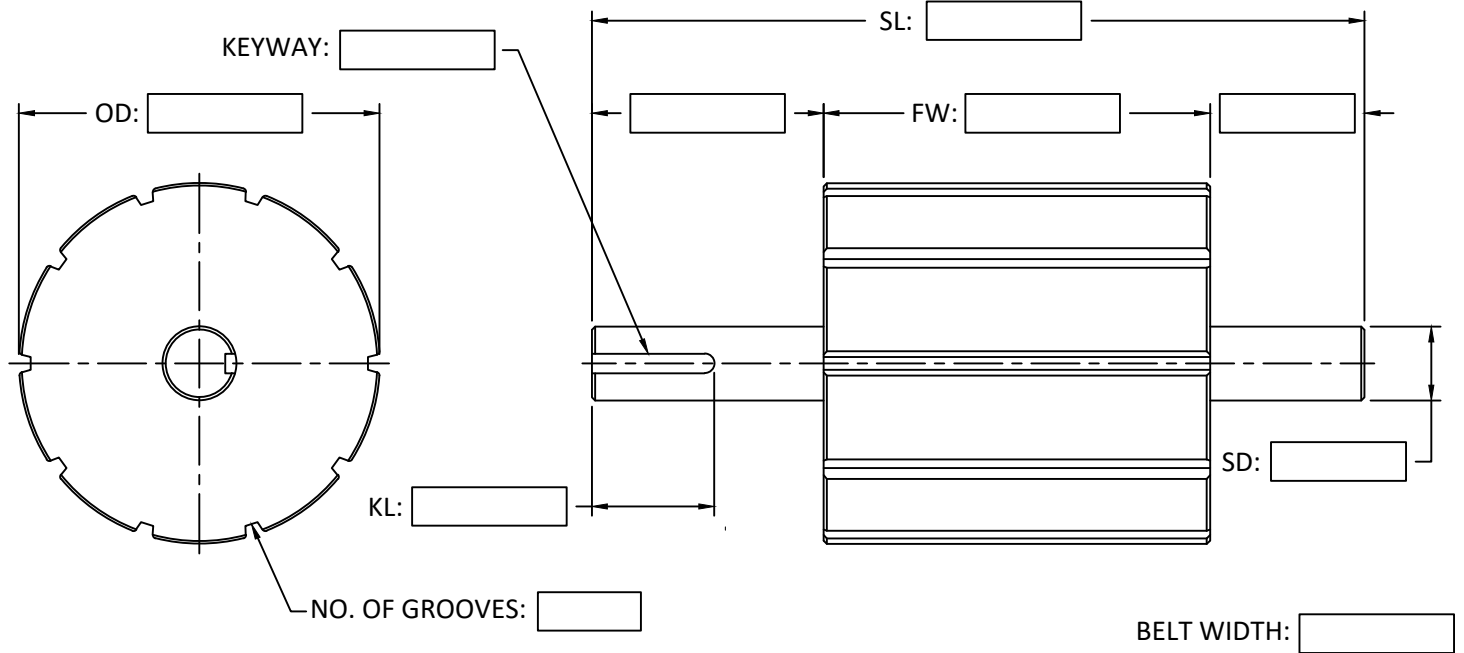 SL:
KEYWAY:
OD:
FW:
SD:
KL:
NO. OF GROOVES:
BELT WIDTH: